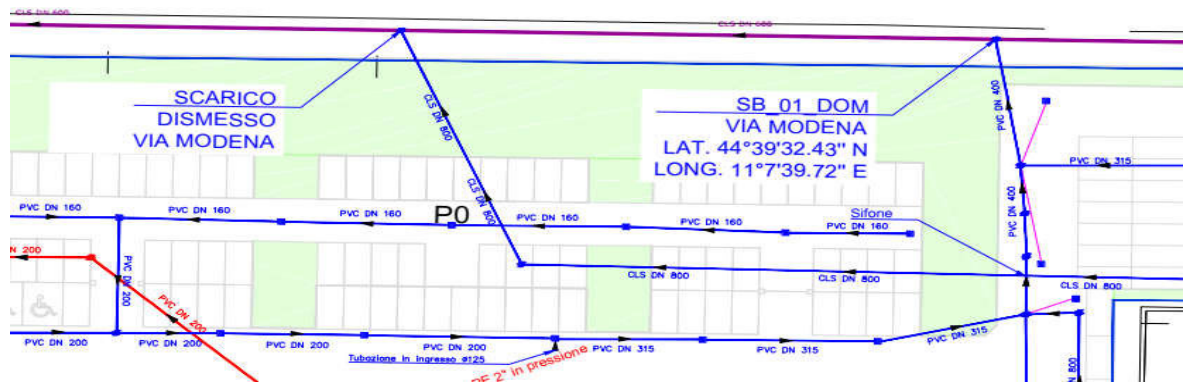 CLS DN 600
CLS DN 600
SCARICO
DISMESSO
VIA MODENA
SB_01_DOM
VIA MODENA
LAT. 44°39'32.43" N
LONG. 11°7'39.72" E
CLS DN 800
PVC DN 400
PVC DN 315
CLS DN 800
PVC DN 400
Sifone
PVC DN 160
PVC DN 160
PVC DN 160
P0
PVC DN 160
PVC DN 160
PVC DN 160
DN 200
PVC DN 200
CLS DN 800
CLS DN 800
CLS DN 800
PVC DN 200
PVC DN 315
PVC DN 200
PVC DN 200
PVC DN 200
PVC DN 200
PVC DN 315
PVC DN 315
Tubazione in ingresso ø125
2" in pressione
DN 800